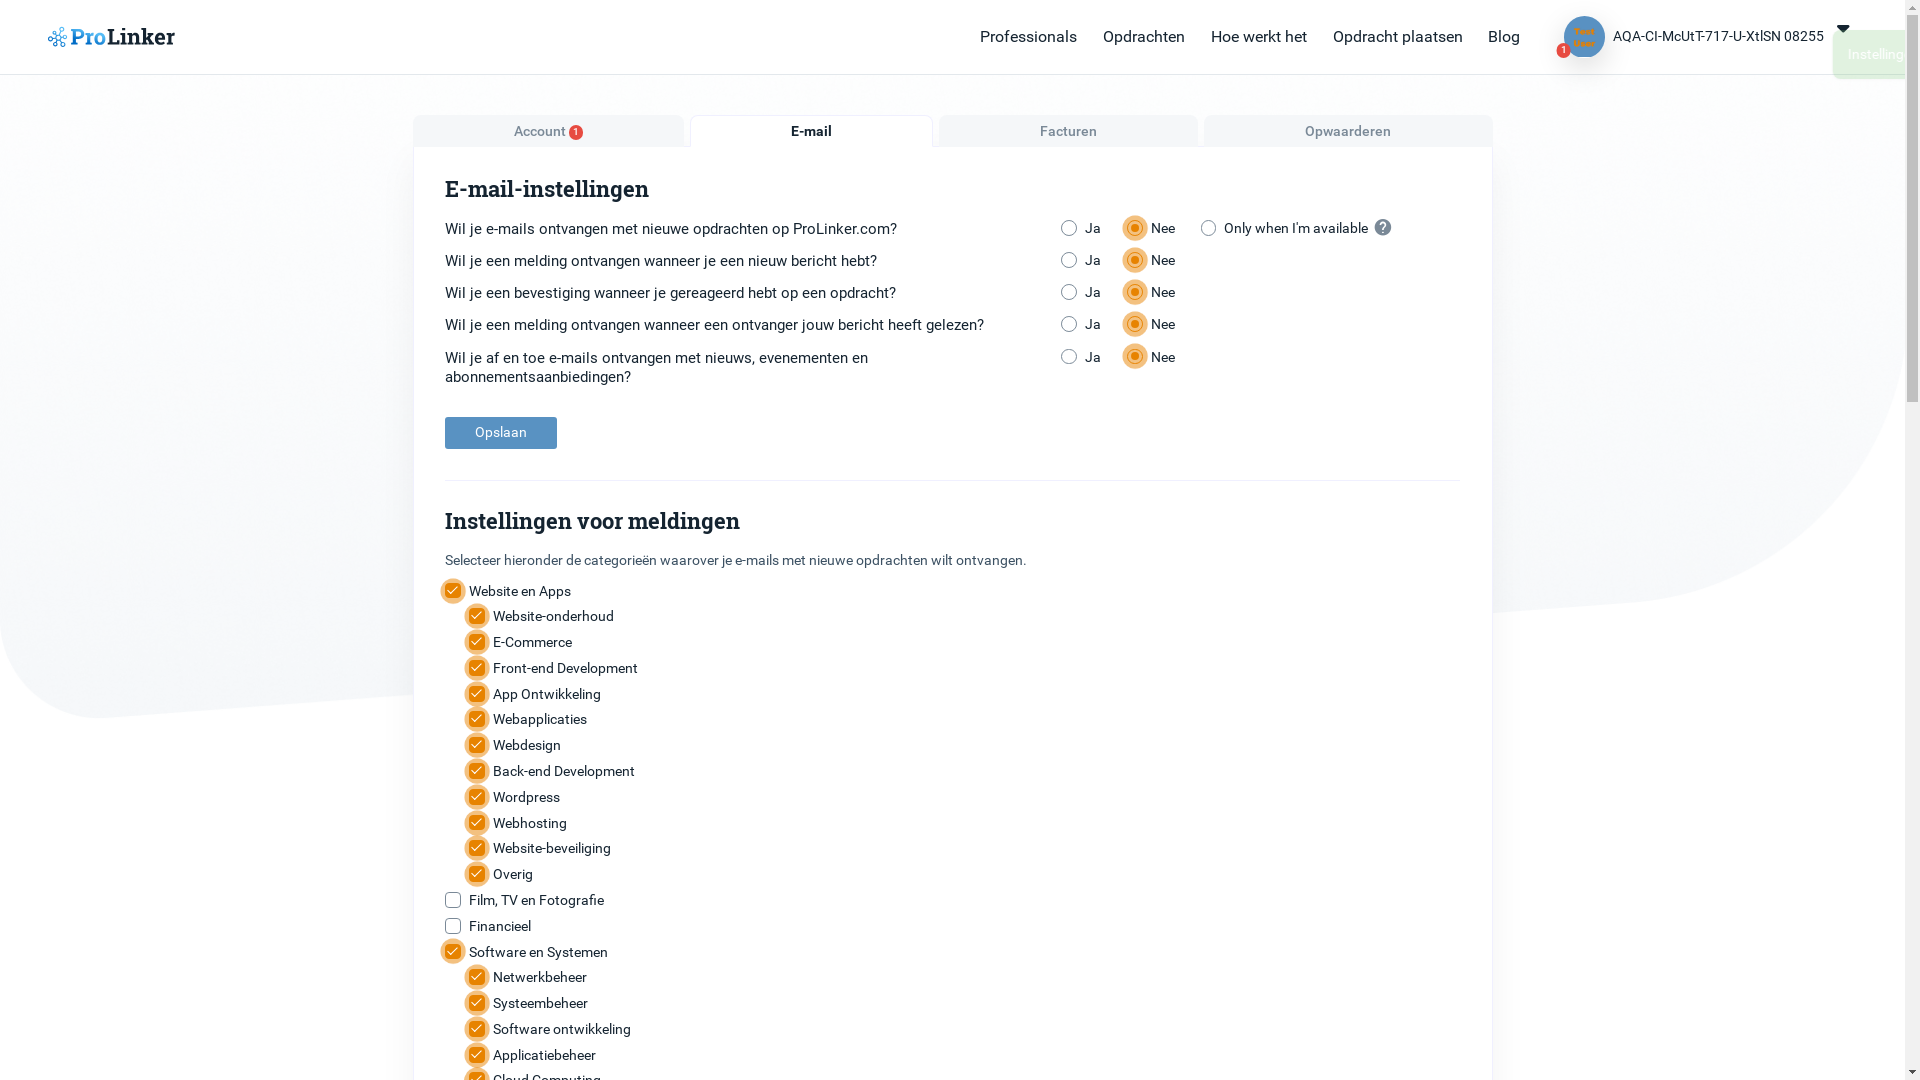 ProLinker
Professionals
Opdrachten
Hoe werkt het
Opdracht plaatsen
Blog
1
AQA-CI-McUtT-717-U-XtlSN 08255
Account 1
E-mail
Facturen
Opwaarderen
E-mail-instellingen
Wil je e-mails ontvangen met nieuwe opdrachten op ProLinker.com?
Ja
Nee
Only when I'm available
?
Wil je een melding ontvangen wanneer je een nieuw bericht hebt?
Ja
Nee
Wil je een bevestiging wanneer je gereageerd hebt op een opdracht?
Ja
Nee
Wil je een melding ontvangen wanneer een ontvanger jouw bericht heeft gelezen?
Ja
Nee
Wil je af en toe e-mails ontvangen met nieuws, evenementen en
abonnementsaanbiedingen?
Ja
Nee
Opslaan
Instellingen voor meldingen
Selecteer hieronder de categorieën waarover je e-mails met nieuwe opdrachten wilt ontvangen.
Website en Apps
Website-onderhoud
E-Commerce
Front-end Development
App Ontwikkeling
Webapplicaties
Webdesign
Back-end Development
Wordpress
Webhosting
Website-beveiliging
Overig
Film, TV en Fotografie
Financieel
Software en Systemen
Netwerkbeheer
Systeembeheer
Software ontwikkeling
Applicatiebeheer
Cloud Computing